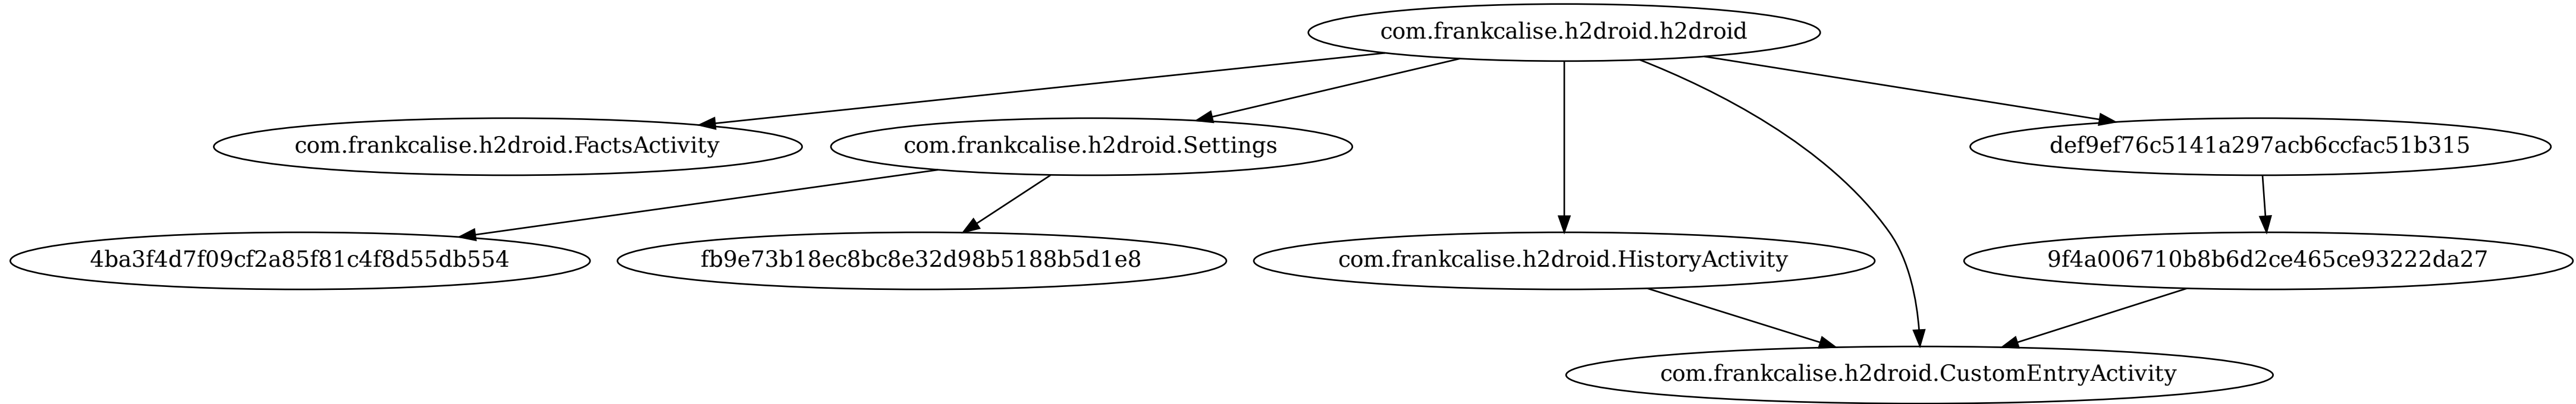 com.frankcalise.h2droid.h2droid
com.frankcalise.h2droid.FactsActivity
com.frankcalise.h2droid.Settings
def9ef76c5141a297acb6ccfac51b315
4ba3f4d7f09cf2a85f81c4f8d55db554
fb9e73b18ec8bc8e32d98b5188b5d1e8
com.frankcalise.h2droid.HistoryActivity
9f4a006710b8b6d2ce465ce93222da27
com.frankcalise.h2droid.CustomEntryActivity